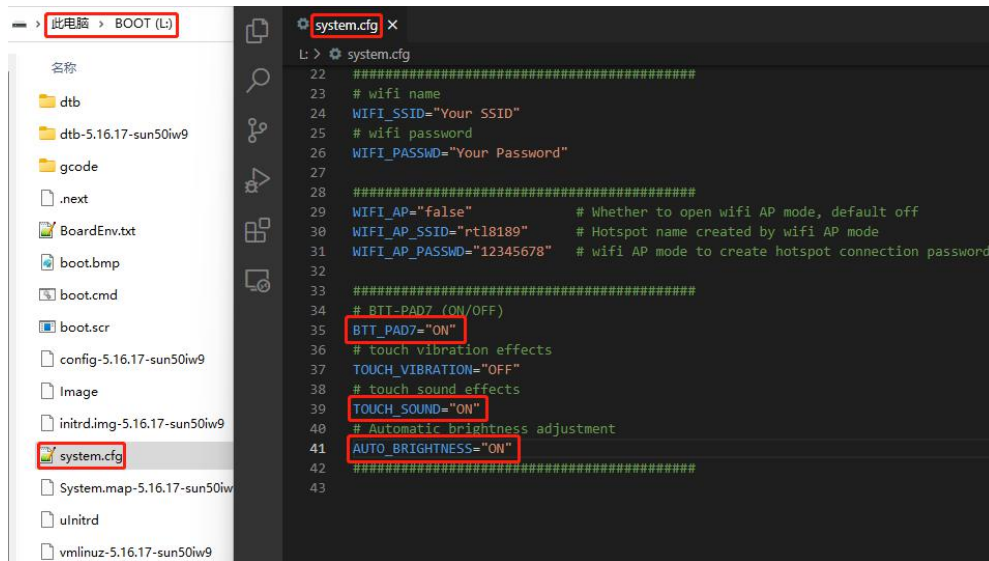 此电脑 > BOOT (L:)
名称
dtb
dtb-5.16.17-sun50iw9
gcode
.next
BoardEnv.txt
boot.bmp
boot.cmd
boot.scr
config-5.16.17-sun50iw9
Image
initrd.img-5.16.17-sun50iw9
system.cfg
System.map-5.16.17-sun50iw
uInitrd
vmlinuz-5.16.17-sun50iw9
system.cfg
L: > system.cfg
22 ###########################################
23 # wifi name
24 WIFI_SSID="Your SSID"
25 # wifi password
26 WIFI_PASSWD="Your Password"
27
28 ###########################################
29 WIFI_AP="false" # Whether to open wifi AP mode, default off
30 WIFI_AP_SSID="rtl8189" # Hotspot name created by wifi AP mode
31 WIFI_AP_PASSWD="12345678" # wifi AP mode to create hotspot connection password
32
33 ###########################################
34 # BTT-PAD7 (ON/OFF)
35 BTT_PAD7="ON"
36 # touch vibration effects
37 TOUCH_VIBRATION="OFF"
38 # touch sound effects
39 TOUCH_SOUND="ON"
40 # Automatic brightness adjustment
41 AUTO_BRIGHTNESS="ON"
42 ###########################################
43